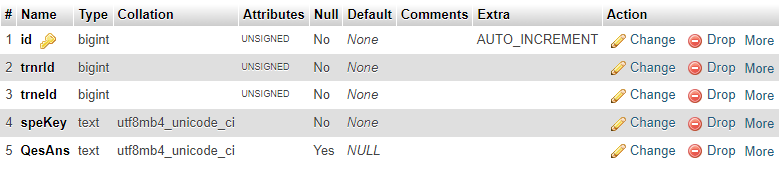 # Name Type Collation Attributes Null Default Comments Extra Action
1 id bigint UNSIGNED No None AUTO_INCREMENT Change Drop More
2 trnrId bigint UNSIGNED No None Change Drop More
3 trneId bigint UNSIGNED No None Change Drop More
4 speKey text utf8mb4_unicode_ci No None Change Drop More
5 QesAns text utf8mb4_unicode_ci Yes NULL Change Drop More